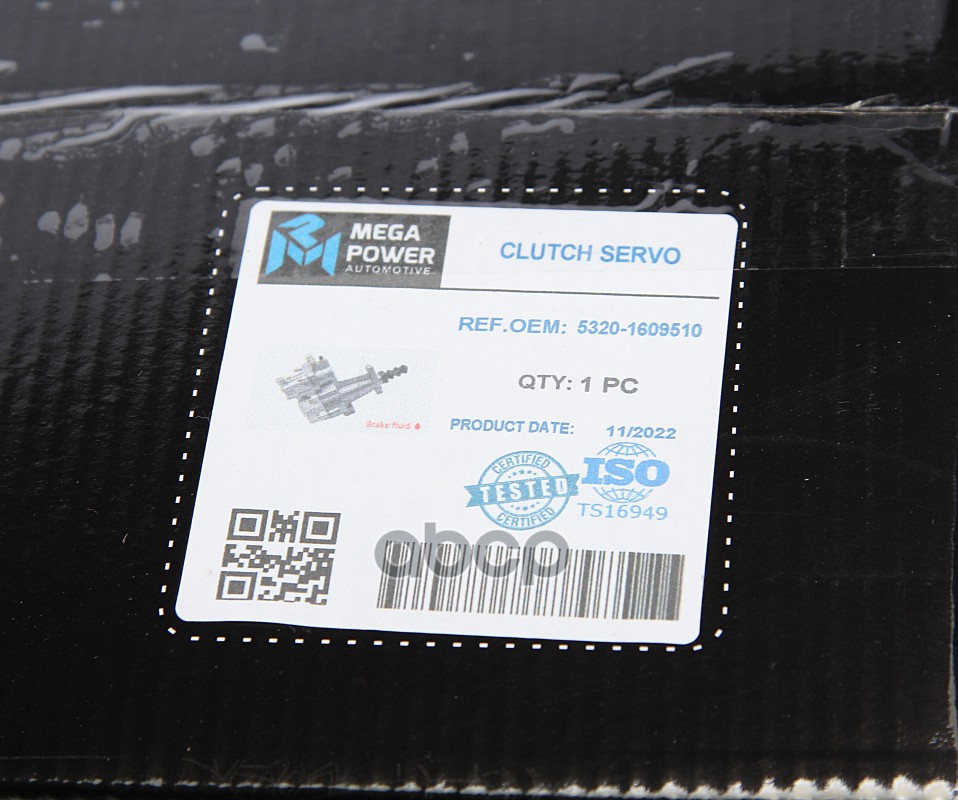 MEGA
POWER
AUTOMOTIVE
CLUTCH SERVO
REF.OEM: 5320-1609510
QTY: 1 PC
Brake fluid
PRODUCT DATE: 11/2022
CERTIFIED
TESTED
CERTIFIED
ISO
TS16949
abcp